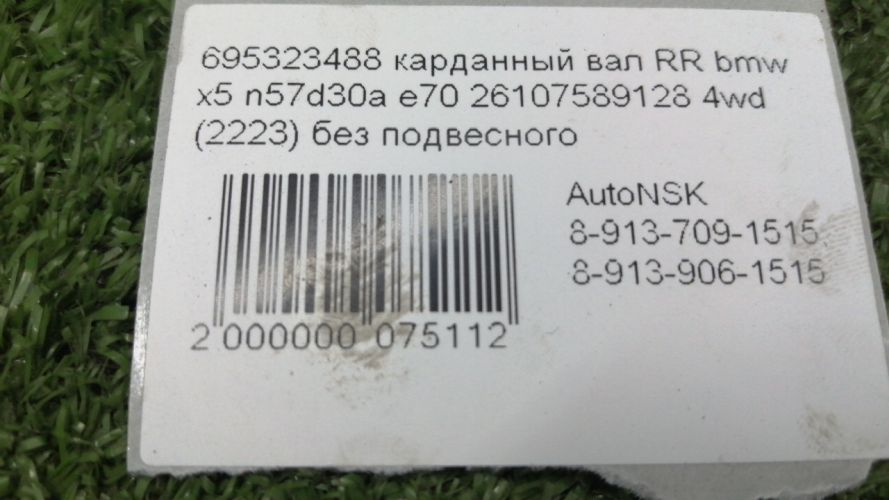 695323488 карданный вал RR bmw
x5 n57d30a e70 26107589128 4wd
(2223) без подвесного
AutoNSK
8-913-709-1515
8-913-906-1515
2 000000 075112